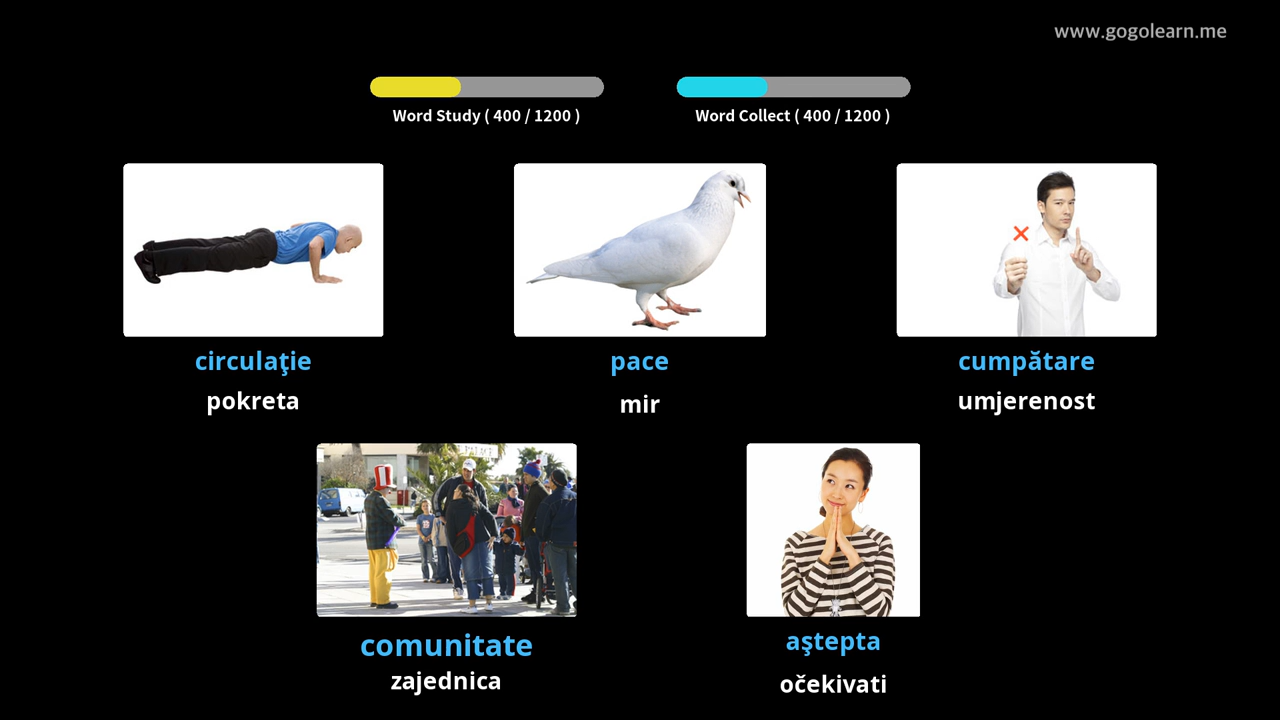 www.gogolearn.me
Word Study ( 400 / 1200 )
Word Collect ( 400 / 1200 )
circulaţie
pokreta
pace
mir
cumpătare
umjerenost
comunitate
zajednica
aştepta
očekivati